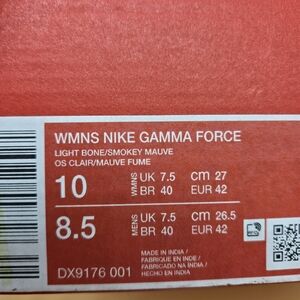 WMNS NIKE GAMMA FORCE
LIGHT BONE/SMOKEY MAUVE
OS CLAIR/MAUVE FUME
10 WMNS UK 7.5 cm 27
BR 40 EUR 42
8.5 MENS UK 7.5 cm 26.5
BR 40 EUR 42
MADE IN INDIA /
FABRIQUE EN INDE /
FABRICADO NA INDIA /
HECHO EN INDIA
DX9176 001